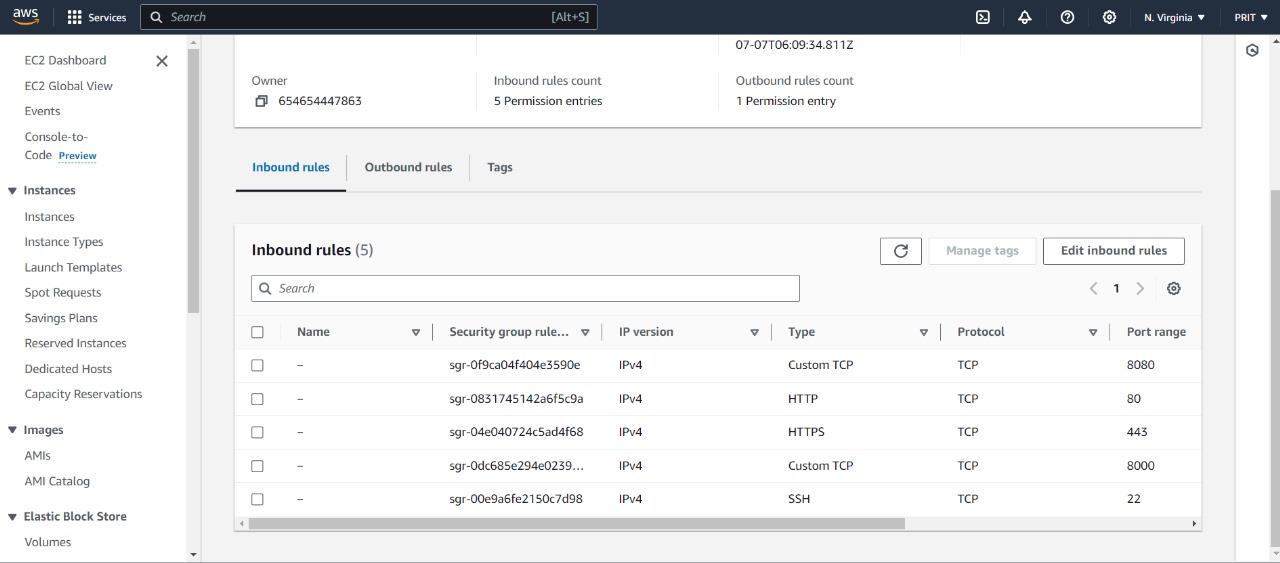 aws Services Search [Alt+S] N. Virginia PRIT
EC2 Dashboard
EC2 Global View
Events
Console-to-
Code Preview
Instances
Instances
Instance Types
Launch Templates
Spot Requests
Savings Plans
Reserved Instances
Dedicated Hosts
Capacity Reservations
Images
AMIs
AMI Catalog
Elastic Block Store
Volumes
07-07T06:09:34.811Z
Owner Inbound rules count Outbound rules count
654654447863 5 Permission entries 1 Permission entry
Inbound rules Outbound rules Tags
Inbound rules (5) Manage tags Edit inbound rules
Search 1
Name Security group rule... IP version Type Protocol Port range
– sgr-0f9ca04f404e3590e IPv4 Custom TCP TCP 8080
– sgr-0831745142a6f5c9a IPv4 HTTP TCP 80
– sgr-04e040724c5ad4f68 IPv4 HTTPS TCP 443
– sgr-0dc685e294e0239... IPv4 Custom TCP TCP 8000
– sgr-00e9a6fe2150c7d98 IPv4 SSH TCP 22